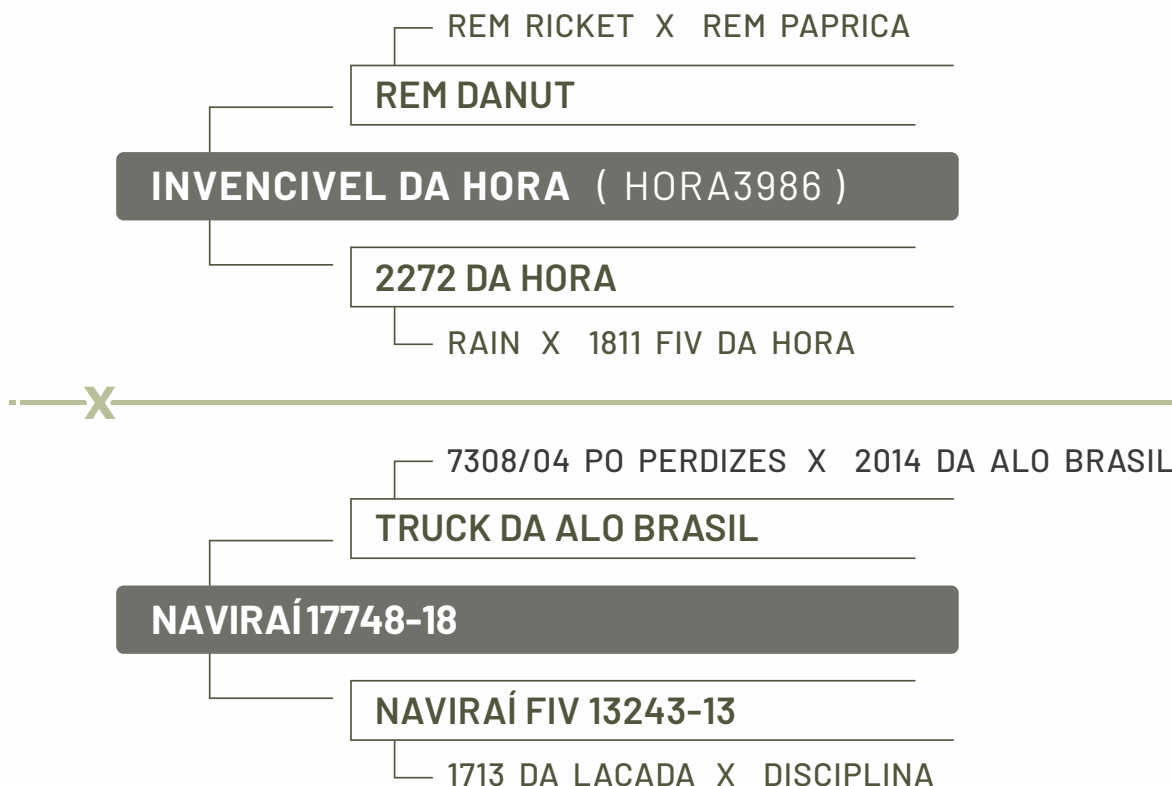 REM RICKET X REM PAPRICA
REM DANUT
INVENCIVEL DA HORA ( HORA3986 )
2272 DA HORA
RAIN X 1811 FIV DA HORA
X
7308/04 PO PERDIZES X 2014 DA ALO BRASIL
TRUCK DA ALO BRASIL
NAVIRAÍ 17748-18
NAVIRAÍ FIV 13243-13
1713 DA LACADA X DISCIPLINA